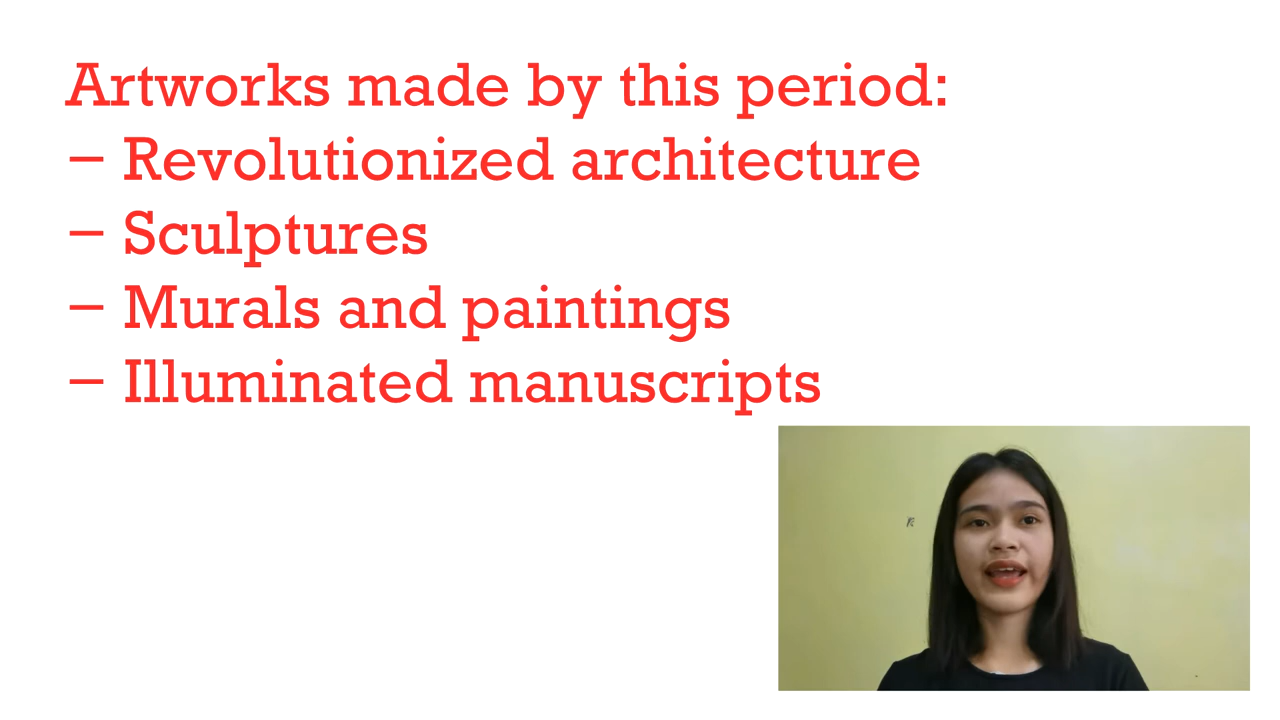 Artworks made by this period:
– Revolutionized architecture
– Sculptures
– Murals and paintings
– Illuminated manuscripts